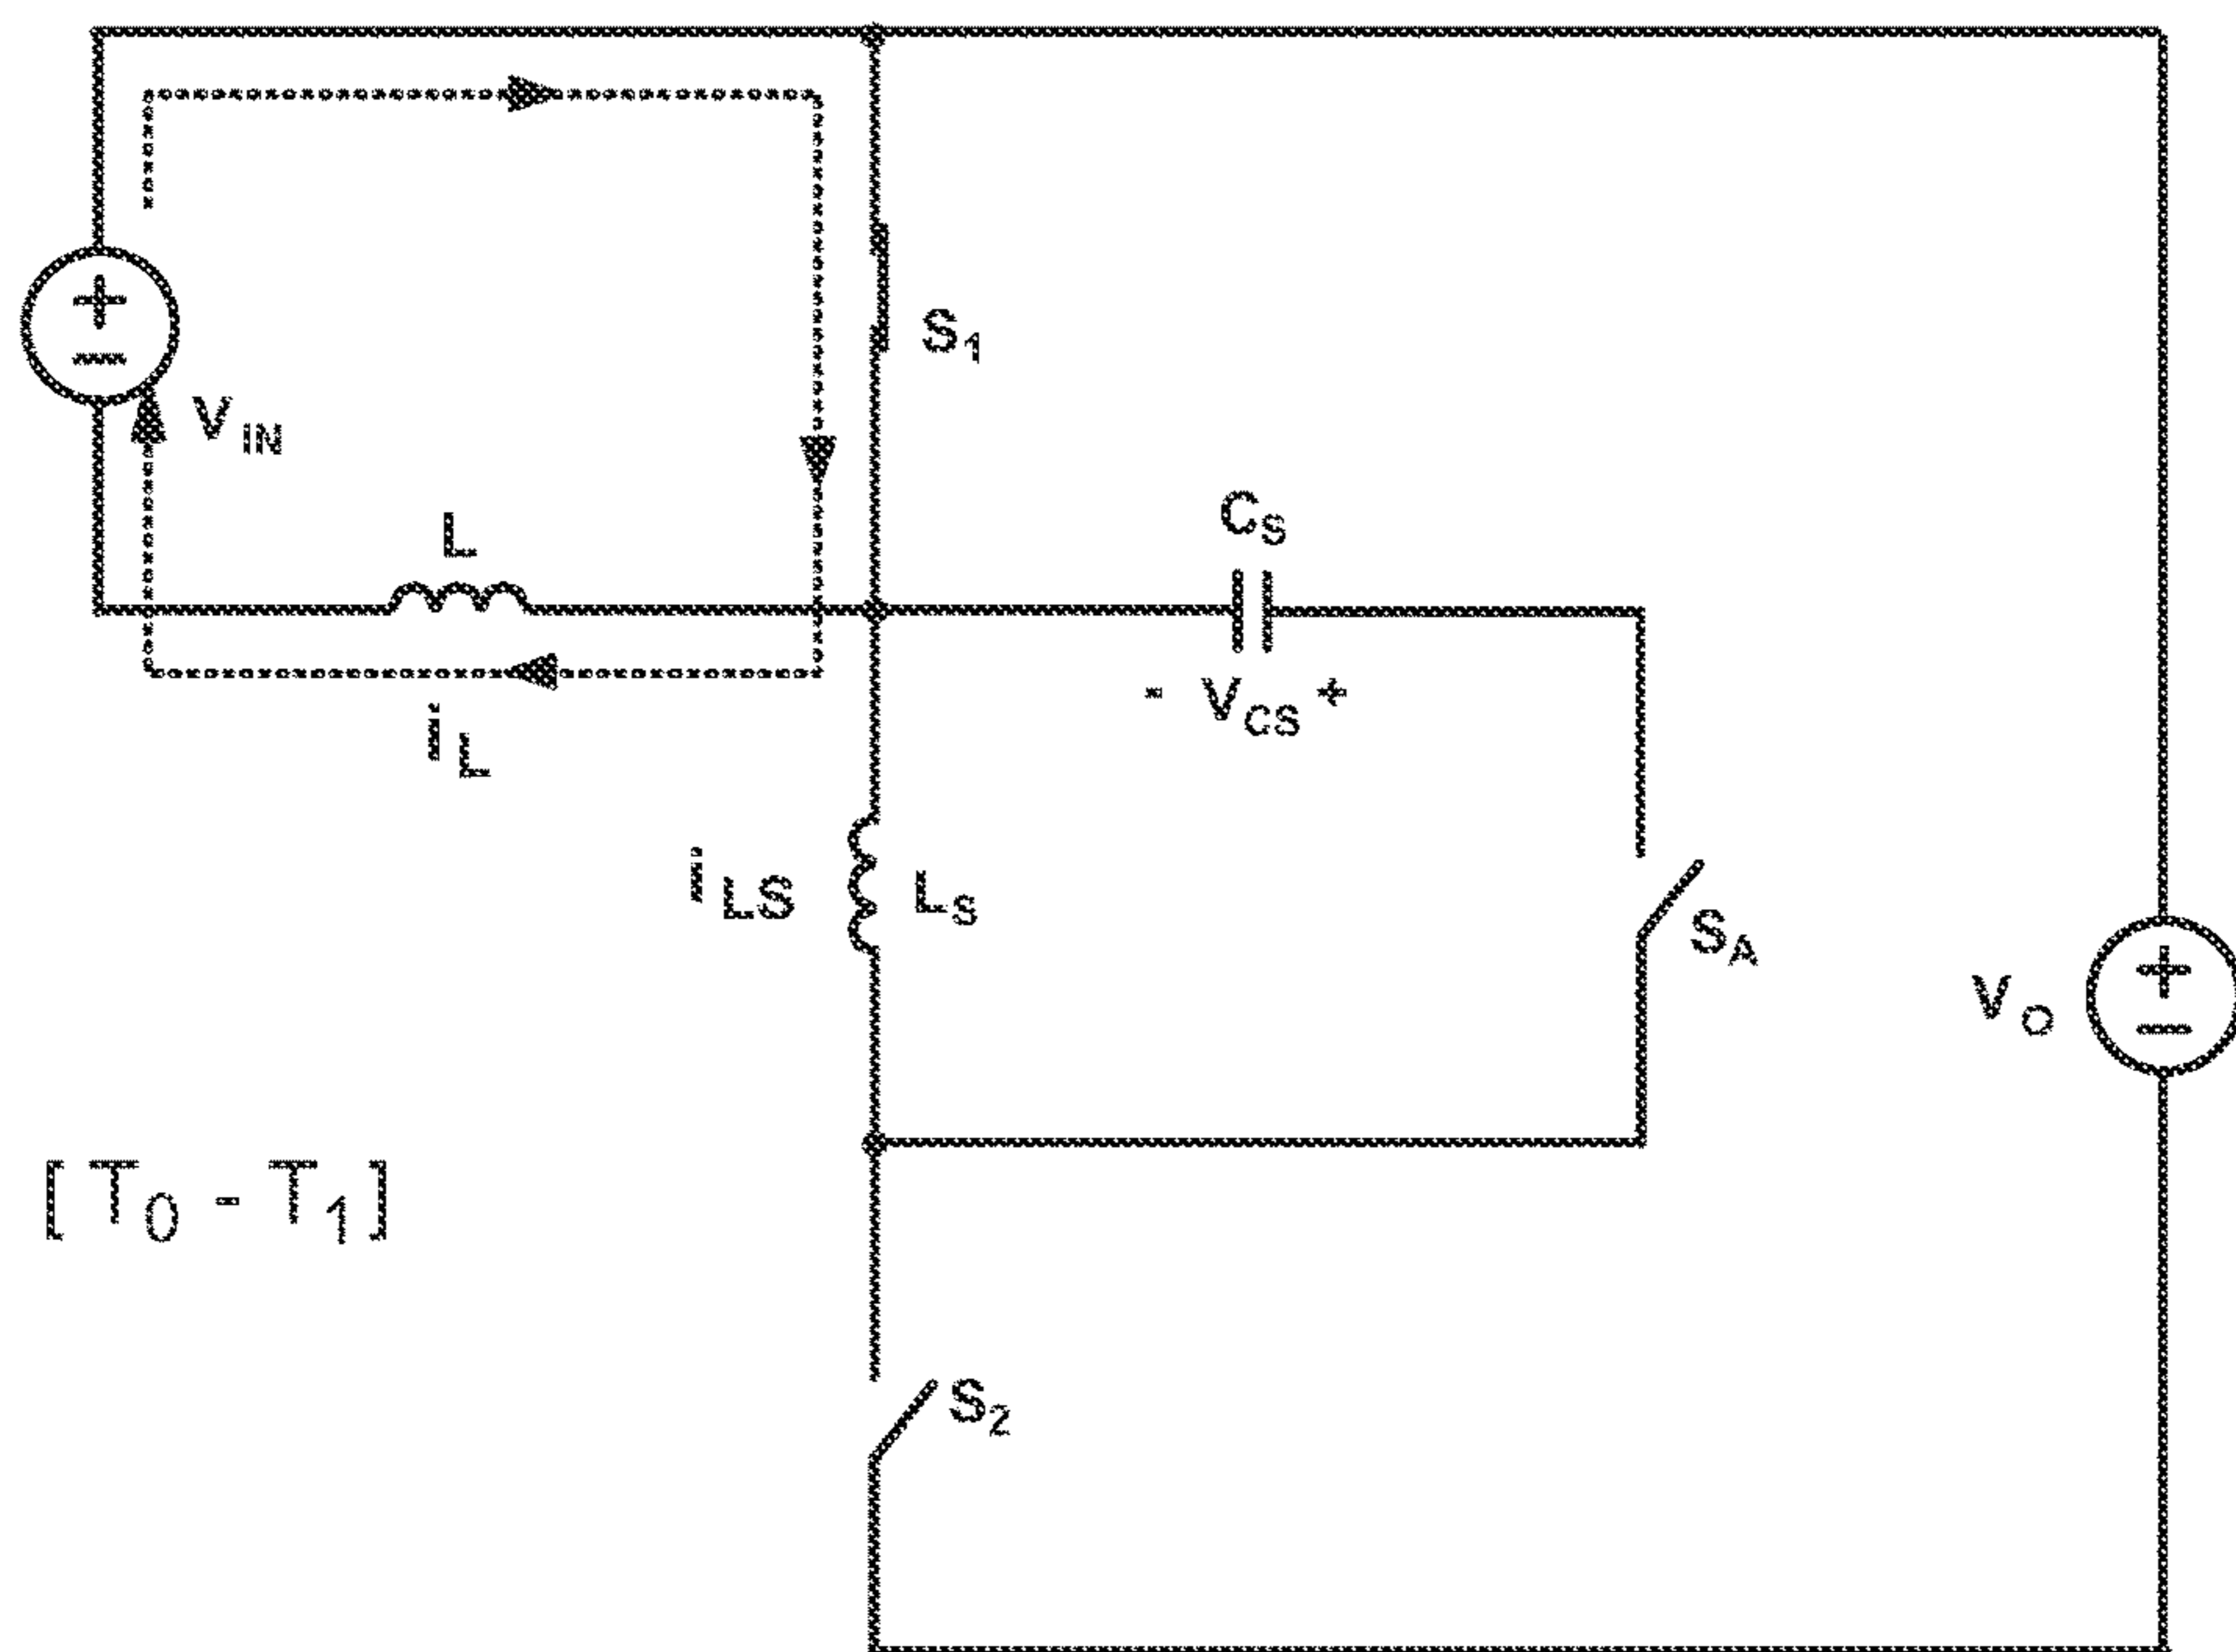 S1
+
−
VIN
L
CS
- VCS +
iL
iLS
LS
SA
VO
+
−
[ T0 - T1 ]
S2